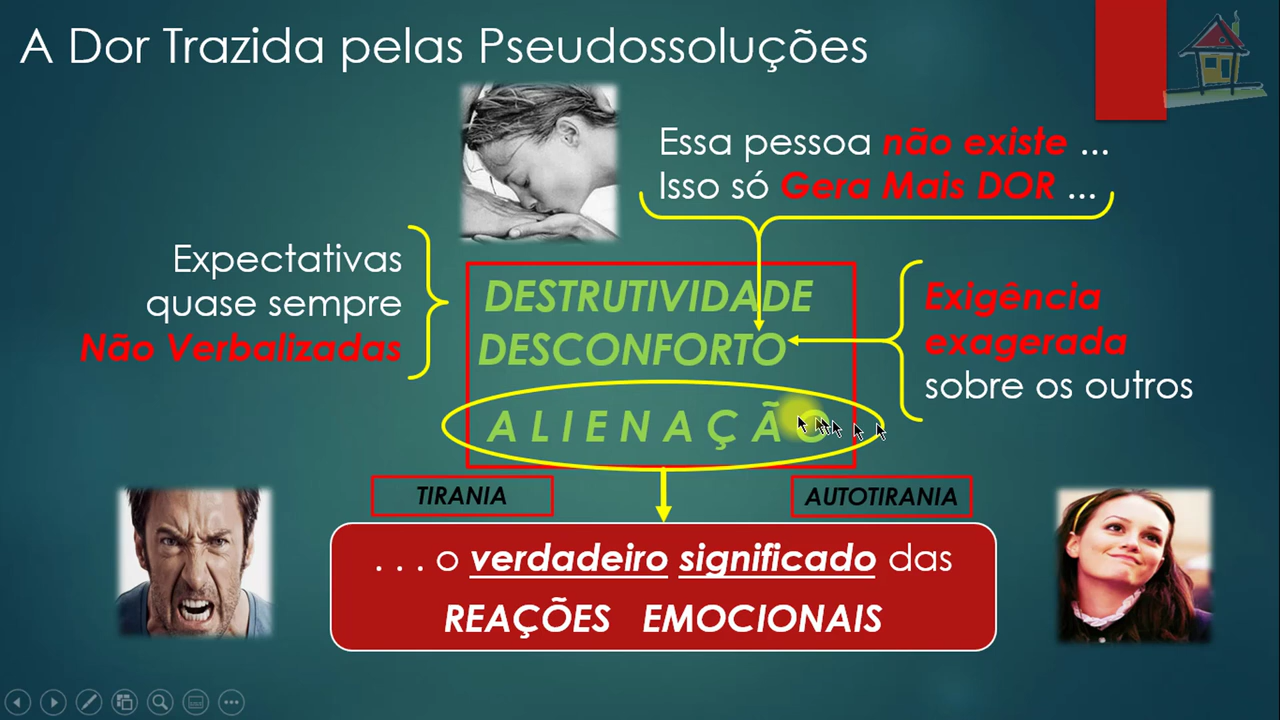 A Dor Trazida pelas Pseudossoluções
Essa pessoa não existe ...
Isso só Gera Mais DOR ...
Expectativas
quase sempre
Não Verbalizadas
DESTRUTIVIDADE
DESCONFORTO
ALIENAÇÃO
Exigência
exagerada
sobre os outros
TIRANIA
AUTOTIRANIA
. . . o verdadeiro significado das
REAÇÕES EMOCIONAIS